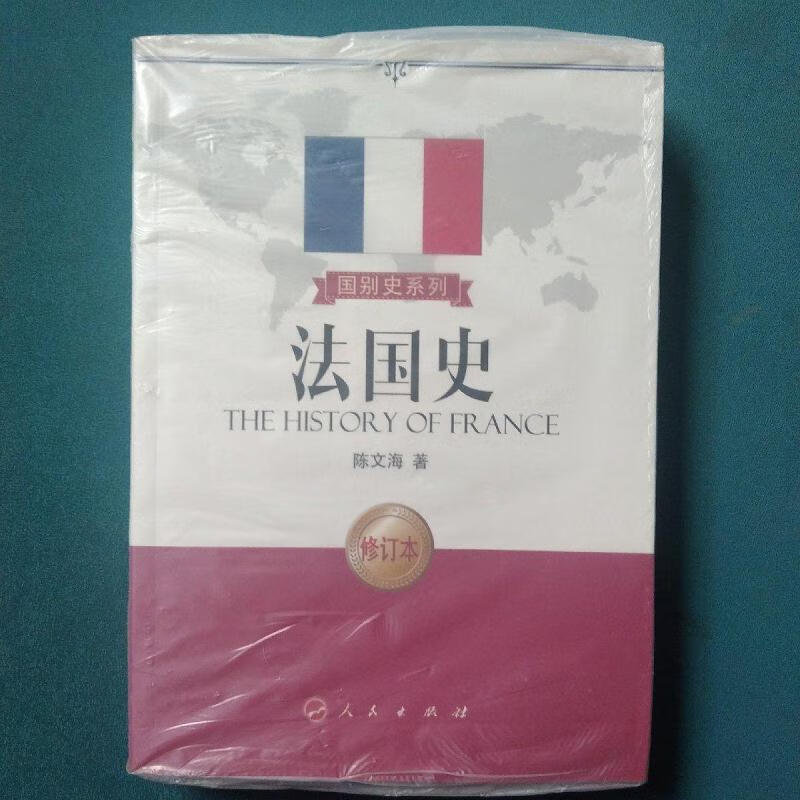 国别史系列
法国史
THE HISTORY OF FRANCE
陈文海 著
修订本
人民出版社